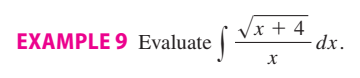 EXAMPLE 9 Evaluate ∫ √(x + 4) / x dx.